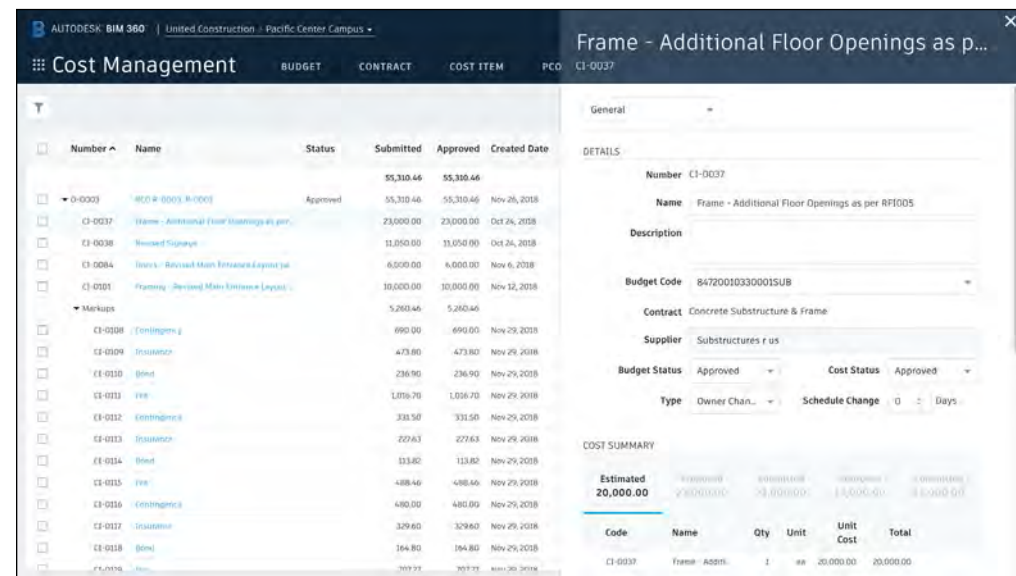 AUTODESK BIM 360 | United Construction - Pacific Center Campus
Cost Management BUDGET CONTRACT COST ITEM PCO
Frame - Additional Floor Openings as p...
CI-0037
General
Number Name Status Submitted Approved Created Date
55,310.46 55,310.46
O-0003 Approved 55,310.46 55,310.46 Nov 26, 2018
CI-0037 Frame - Additional Floor Openings as per... 23,000.00 23,000.00 Oct 24, 2018
CI-0038 Revised Signage 11,050.00 11,050.00 Oct 24, 2018
CI-0084 Doors - Revised Main Entrance Layout 6,000.00 6,000.00 Nov 6, 2018
CI-0101 Framing - Revised Main Entrance Layout ... 10,000.00 10,000.00 Nov 12, 2018
Markups 5,260.46 5,260.46
CI-0108 Contingency 690.00 690.00 Nov 29, 2018
CI-0109 Insurance 473.80 473.80 Nov 29, 2018
CI-0110 Bond 236.90 236.90 Nov 29, 2018
CI-0111 Fee 1,016.70 1,016.70 Nov 29, 2018
CI-0112 Contingency 331.50 331.50 Nov 29, 2018
CI-0113 Insurance 227.63 227.63 Nov 29, 2018
CI-0114 Bond 113.82 113.82 Nov 29, 2018
CI-0115 Fee 488.46 488.46 Nov 29, 2018
CI-0116 Contingency 480.00 480.00 Nov 29, 2018
CI-0117 Insurance 329.60 329.60 Nov 29, 2018
CI-0118 Bond 164.80 164.80 Nov 29, 2018
DETAILS
Number CI-0037
Name Frame - Additional Floor Openings as per RFI005
Description
Budget Code 84720010330001SUB
Contract Concrete Substructure & Frame
Supplier Substructures r us
Budget Status Approved Cost Status Approved
Type Owner Chan... Schedule Change 0 Days
COST SUMMARY
Estimated
20,000.00
Code Name Qty Unit Unit Cost Total
CI-0037 Frame - Additi... 1 ea 20,000.00 20,000.00